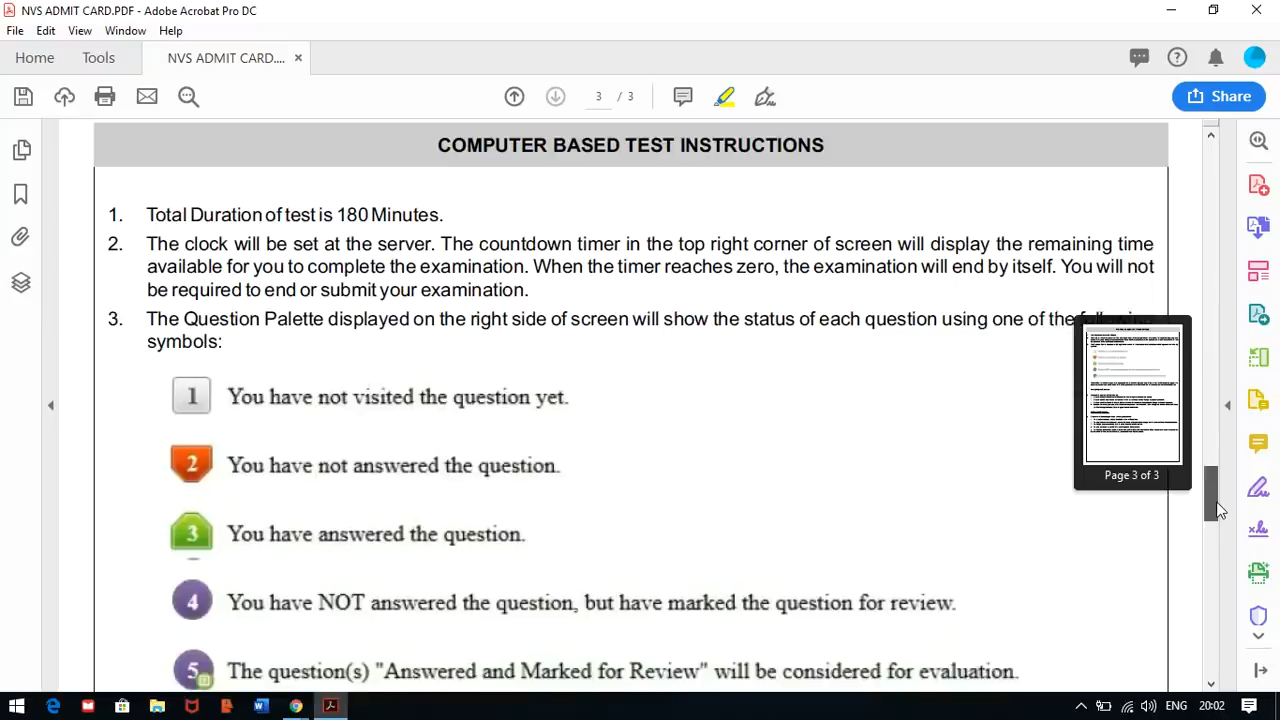 NVS ADMIT CARD.PDF - Adobe Acrobat Pro DC
File Edit View Window Help
Home Tools NVS ADMIT CARD.... ×
3 / 3
Share
COMPUTER BASED TEST INSTRUCTIONS
1. Total Duration of test is 180 Minutes.
2. The clock will be set at the server. The countdown timer in the top right corner of screen will display the remaining time
available for you to complete the examination. When the timer reaches zero, the examination will end by itself. You will not
be required to end or submit your examination.
3. The Question Palette displayed on the right side of screen will show the status of each question using one of the
symbols:
1 You have not visited the question yet.
2 You have not answered the question.
3 You have answered the question.
4 You have NOT answered the question, but have marked the question for review.
5 The question(s) "Answered and Marked for Review" will be considered for evaluation.
Page 3 of 3
ENG 20:02